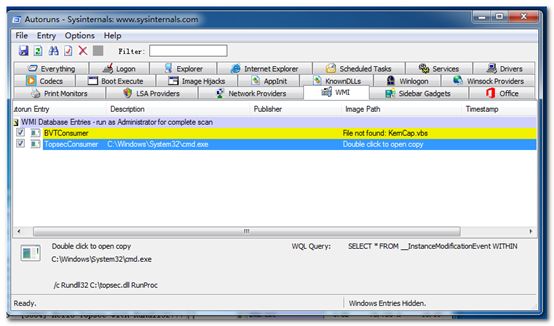 Autoruns - Sysinternals: www.sysinternals.com
File Entry Options Help
Filter:
Everything Logon Explorer Internet Explorer Scheduled Tasks Services Drivers
Codecs Boot Execute Image Hijacks AppInit KnownDLLs Winlogon Winsock Providers
Print Monitors LSA Providers Network Providers WMI Sidebar Gadgets Office
utorun Entry Description Publisher Image Path Timestamp
WMI Database Entries - run as Administrator for complete scan
BVTConsumer File not found: KernCap.vbs
TopsecConsumer C:\Windows\System32\cmd.exe Double click to open copy
Double click to open copy WQL Query: SELECT * FROM __InstanceModificationEvent WITHIN
C:\Windows\System32\cmd.exe
/c Rundll32 C:\topsec.dll RunProc
Ready. Windows Entries Hidden.